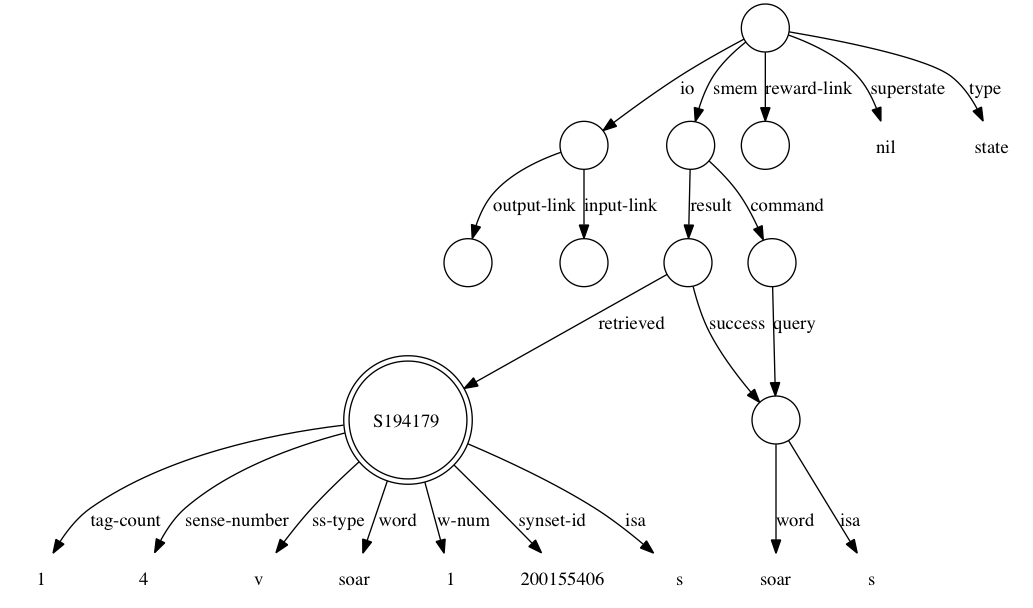 io smem reward-link superstate type
nil state
output-link input-link result command
retrieved success query
S194179
tag-count sense-number ss-type word w-num synset-id isa word isa
1 4 v soar 1 200155406 s soar s